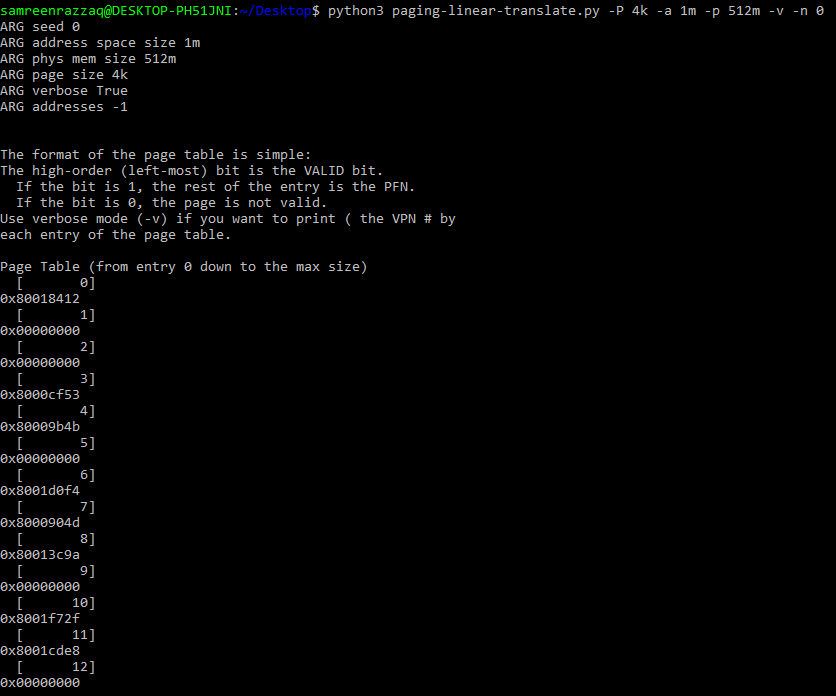 samreenrazzaq@DESKTOP-PH51JNI:~/Desktop$ python3 paging-linear-translate.py -P 4k -a 1m -p 512m -v -n 0
ARG seed 0
ARG address space size 1m
ARG phys mem size 512m
ARG page size 4k
ARG verbose True
ARG addresses -1
The format of the page table is simple:
The high-order (left-most) bit is the VALID bit.
  If the bit is 1, the rest of the entry is the PFN.
  If the bit is 0, the page is not valid.
Use verbose mode (-v) if you want to print ( the VPN # by
each entry of the page table.
Page Table (from entry 0 down to the max size)
  [       0]
0x80018412
  [       1]
0x00000000
  [       2]
0x00000000
  [       3]
0x8000cf53
  [       4]
0x80009b4b
  [       5]
0x00000000
  [       6]
0x8001d0f4
  [       7]
0x8000904d
  [       8]
0x80013c9a
  [       9]
0x00000000
  [      10]
0x8001f72f
  [      11]
0x8001cde8
  [      12]
0x00000000